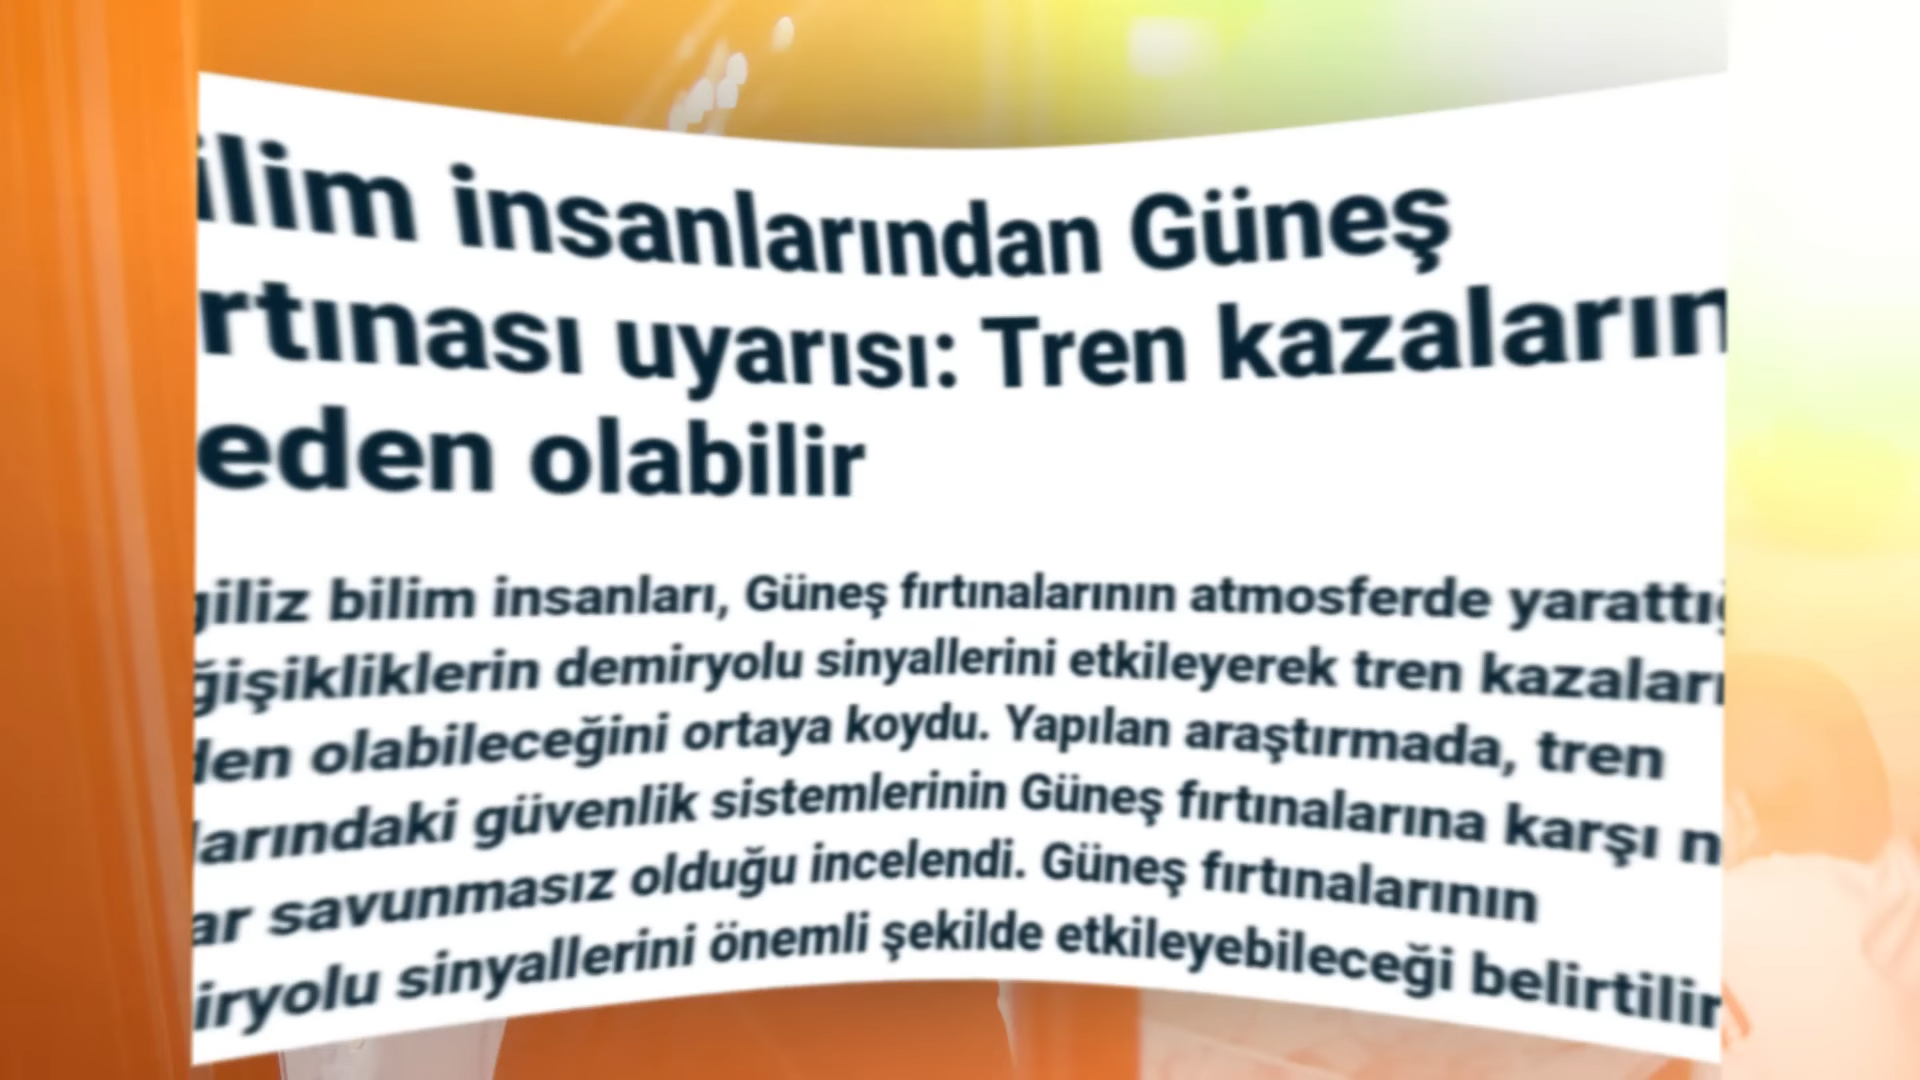 ilim insanlarından Güneş
rtınası uyarısı: Tren kazaların
eden olabilir
giliz bilim insanları, Güneş fırtınalarının atmosferde yarattığ
ğişikliklerin demiryolu sinyallerini etkileyerek tren kazaları
den olabileceğini ortaya koydu. Yapılan araştırmada, tren
larındaki güvenlik sistemlerinin Güneş fırtınalarına karşı n
ar savunmasız olduğu incelendi. Güneş fırtınalarının
iryolu sinyallerini önemli şekilde etkileyebileceği belirtilir